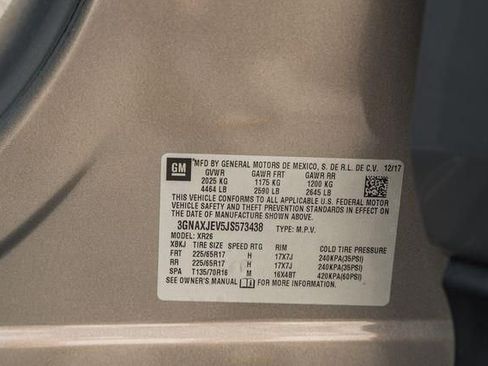 GM MFD BY GENERAL MOTORS DE MEXICO, S. DE R.L. DE C.V. 12/17
GVWR GAWR FRT GAWR RR
2025 KG 1175 KG 1200 KG
4464 LB 2590 LB 2645 LB
THIS VEHICLE CONFORMS TO ALL APPLICABLE U.S. FEDERAL MOTOR
VEHICLE SAFETY AND THEFT PREVENTION STANDARDS IN EFFECT ON
THE DATE OF MANUFACTURE SHOWN ABOVE.
3GNAXJEV5JS573438 TYPE: M.P.V.
MODEL: XR26
XBKJ TIRE SIZE SPEED RTG RIM COLD TIRE PRESSURE
FRT 225/65R17 H 17X7J 240KPA(35PSI)
RR 225/65R17 H 17X7J 240KPA(35PSI)
SPA T135/70R16 M 16X4BT 420KPA(60PSI)
SEE OWNER'S MANUAL FOR MORE INFORMATION.